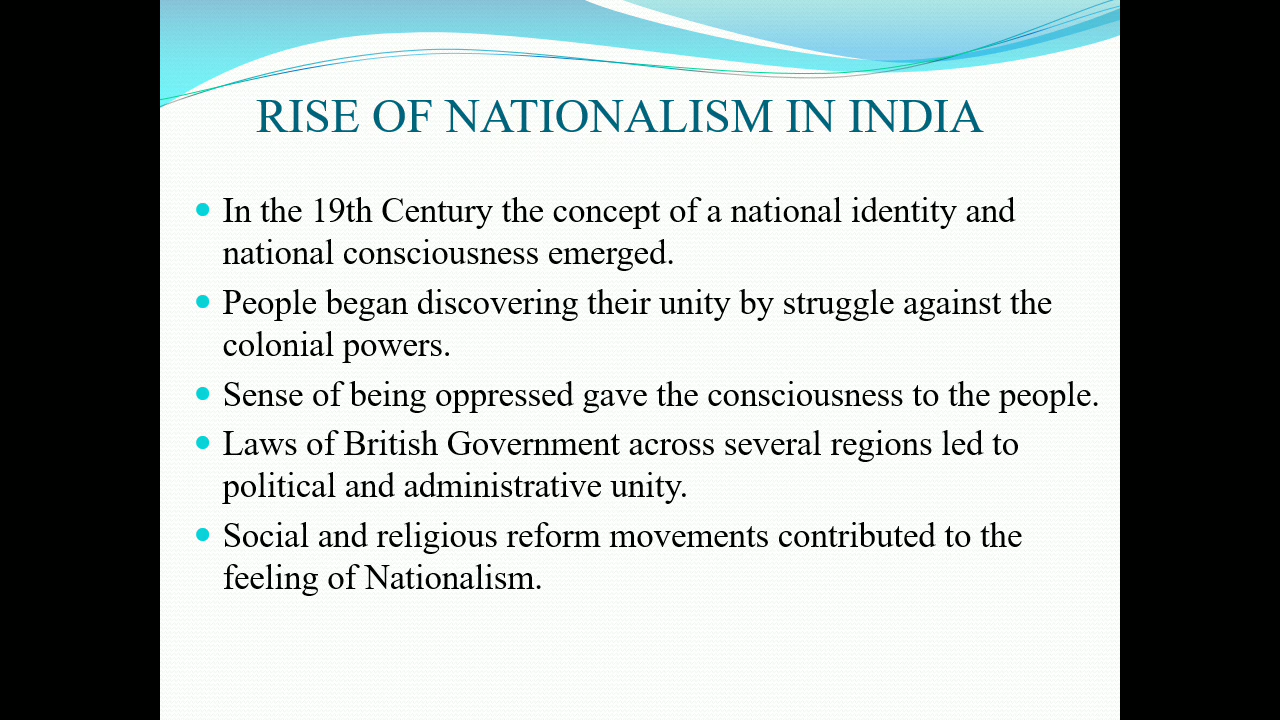 RISE OF NATIONALISM IN INDIA
In the 19th Century the concept of a national identity and
national consciousness emerged.
People began discovering their unity by struggle against the
colonial powers.
Sense of being oppressed gave the consciousness to the people.
Laws of British Government across several regions led to
political and administrative unity.
Social and religious reform movements contributed to the
feeling of Nationalism.